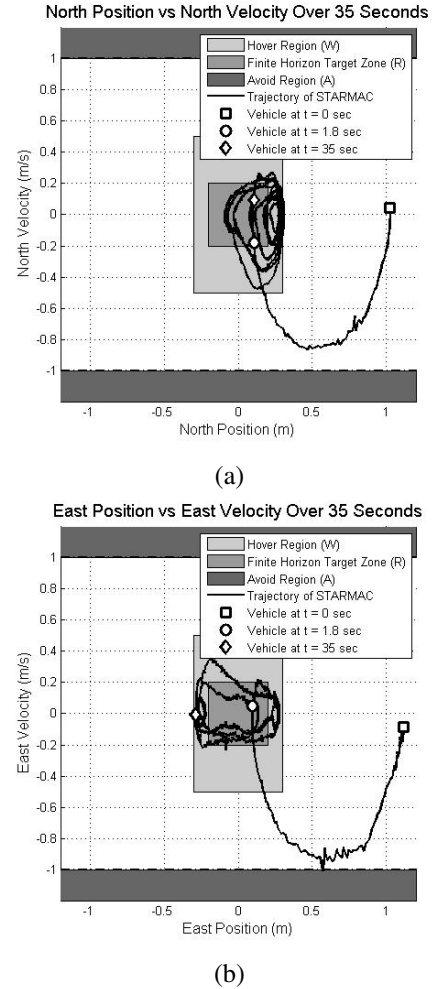 North Position vs North Velocity Over 35 Seconds
Hover Region (W)
Finite Horizon Target Zone (R)
Avoid Region (A)
Trajectory of STARMAC
Vehicle at t = 0 sec
Vehicle at t = 1.8 sec
Vehicle at t = 35 sec
North Velocity (m/s)
1
0.8
0.6
0.4
0.2
0
-0.2
-0.4
-0.6
-0.8
-1
-1
-0.5
0
0.5
1
North Position (m)
(a)
East Position vs East Velocity Over 35 Seconds
Hover Region (W)
Finite Horizon Target Zone (R)
Avoid Region (A)
Trajectory of STARMAC
Vehicle at t = 0 sec
Vehicle at t = 1.8 sec
Vehicle at t = 35 sec
East Velocity (m/s)
1
0.8
0.6
0.4
0.2
0
-0.2
-0.4
-0.6
-0.8
-1
-1
-0.5
0
0.5
1
East Position (m)
(b)